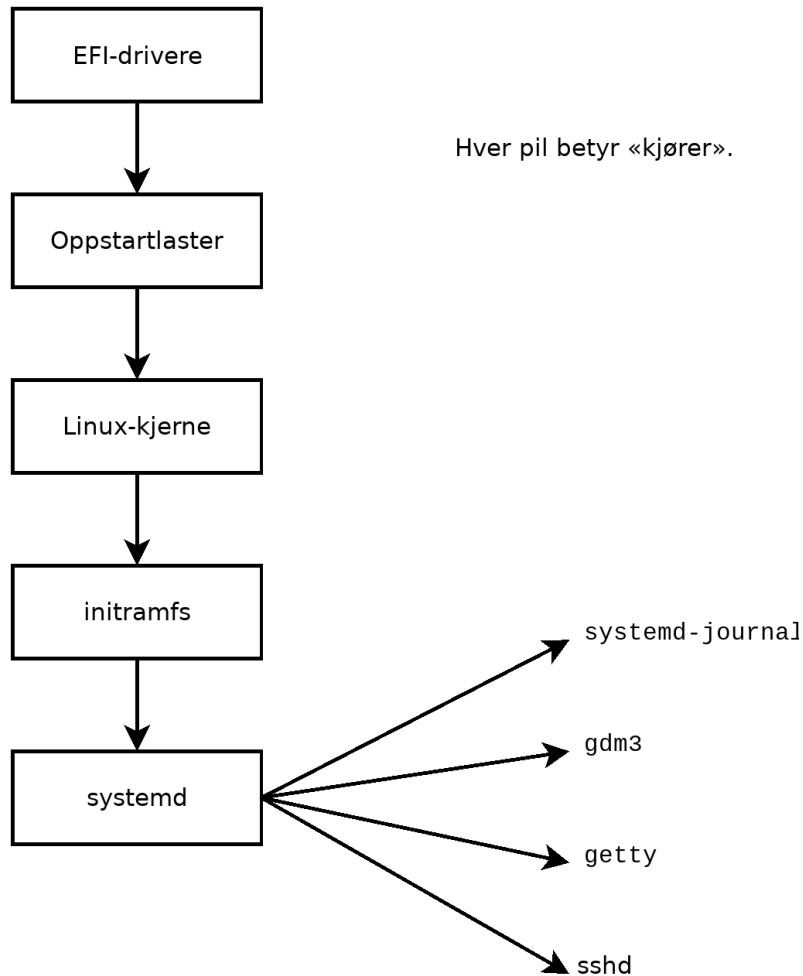 EFI-drivere
Hver pil betyr «kjører».
Oppstartlaster
Linux-kjerne
initramfs
systemd-journal
gdm3
systemd
getty
sshd